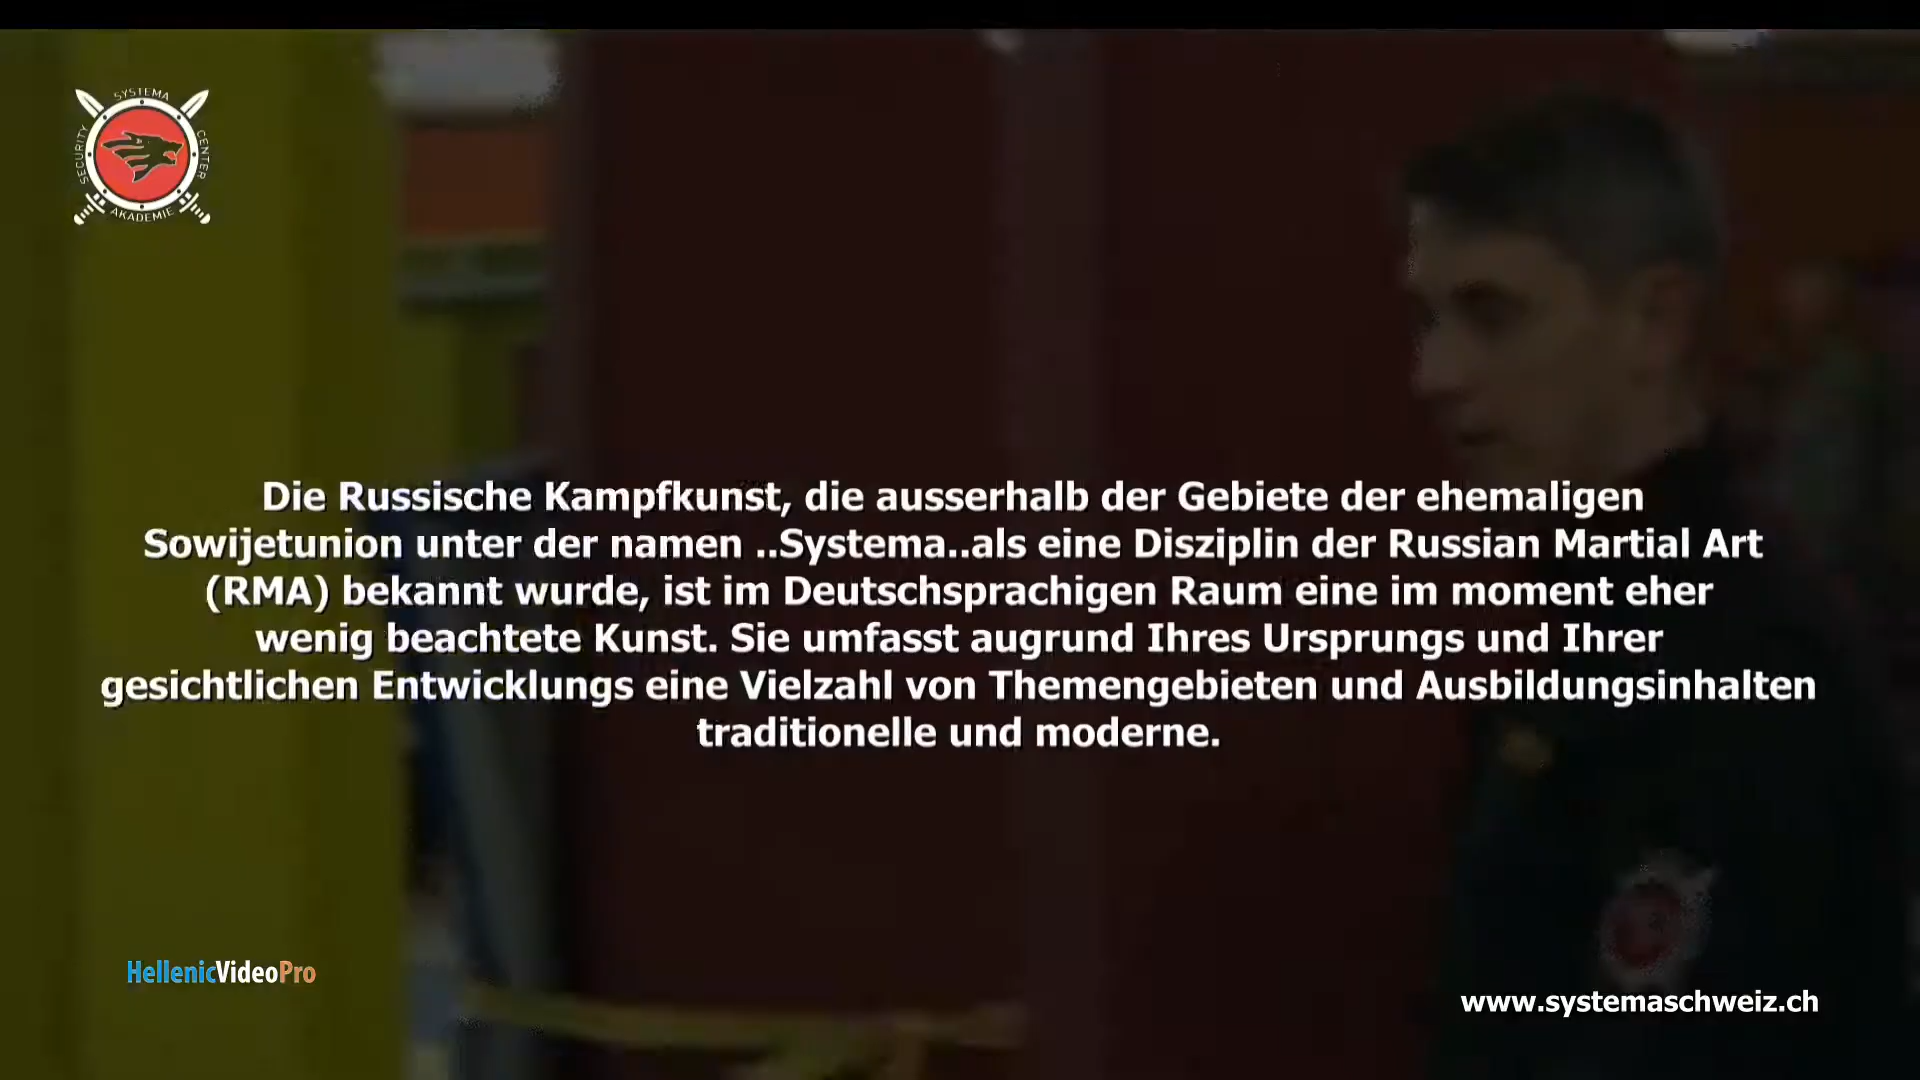 SYSTEMA
SECURITY
CENTER
AKADEMIE
Die Russische Kampfkunst, die ausserhalb der Gebiete der ehemaligen
Sowijetunion unter der namen ..Systema..als eine Disziplin der Russian Martial Art
(RMA) bekannt wurde, ist im Deutschsprachigen Raum eine im moment eher
wenig beachtete Kunst. Sie umfasst augrund Ihres Ursprungs und Ihrer
gesichtlichen Entwicklungs eine Vielzahl von Themengebieten und Ausbildungsinhalten
traditionelle und moderne.
HellenicVideoPro
www.systemaschweiz.ch